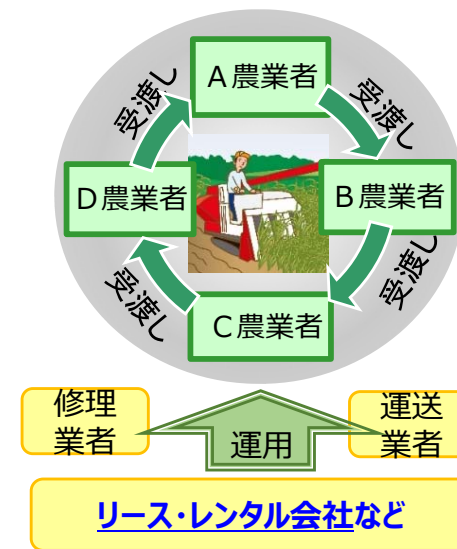 A農業者
受渡し
受渡し
D農業者
B農業者
受渡し
受渡し
C農業者
修理
業者
運用
運送
業者
リース・レンタル会社など